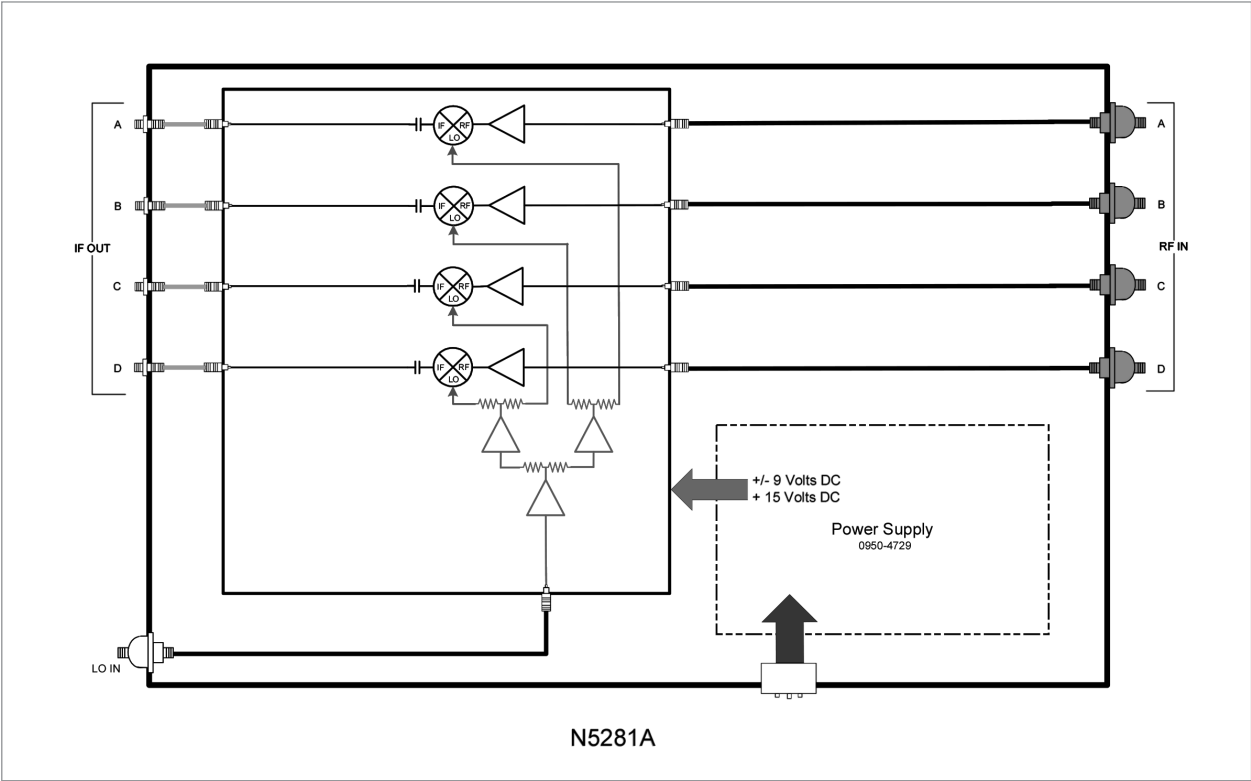 A
IF
RF
LO
A
B
IF
RF
LO
B
IF OUT
RF IN
C
IF
RF
LO
C
D
IF
RF
LO
D
+/- 9 Volts DC
+ 15 Volts DC
Power Supply
0950-4729
LO IN
N5281A